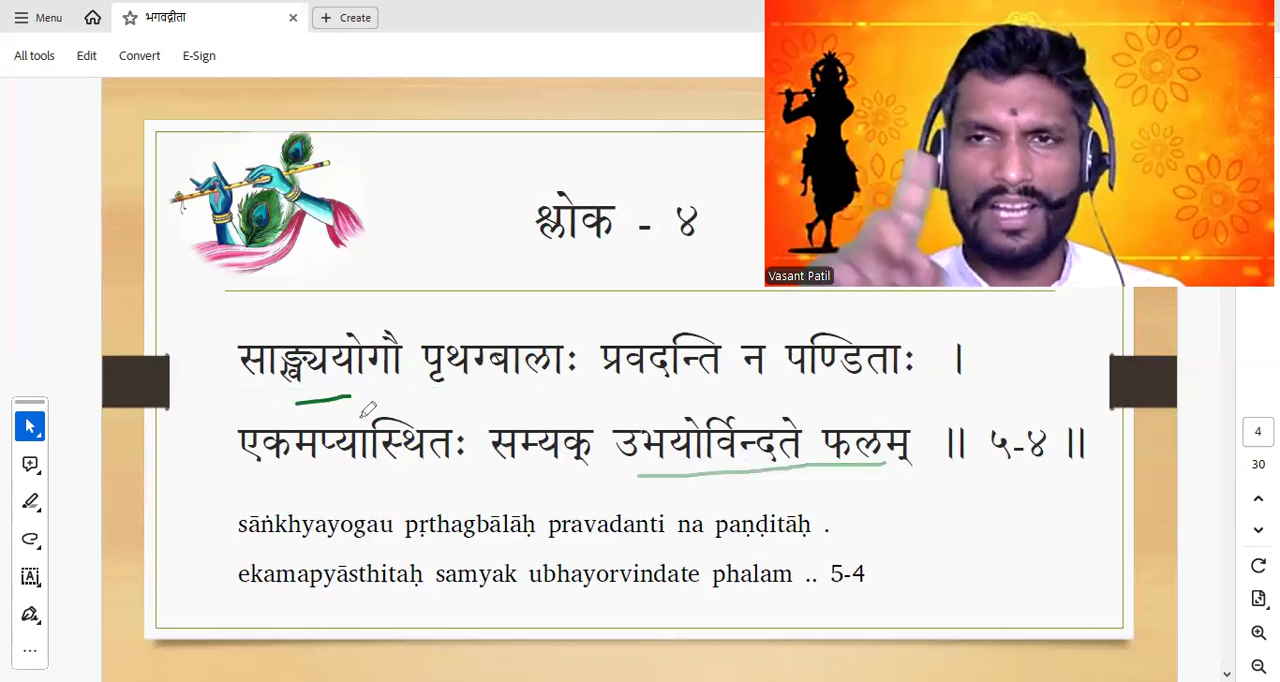 Menu भगवद्गीता Create
All tools Edit Convert E-Sign
Vasant Patil
श्लोक - ४
साङ्ख्ययोगौ पृथग्बालाः प्रवदन्ति न पण्डिताः ।
एकमप्यास्थितः सम्यक् उभयोर्विन्दते फलम् ॥ ५-४ ॥
sāṅkhyayogau pṛthagbālāḥ pravadanti na paṇḍitāḥ .
ekamapyāsthitaḥ samyak ubhayorvindate phalam .. 5-4
4
30